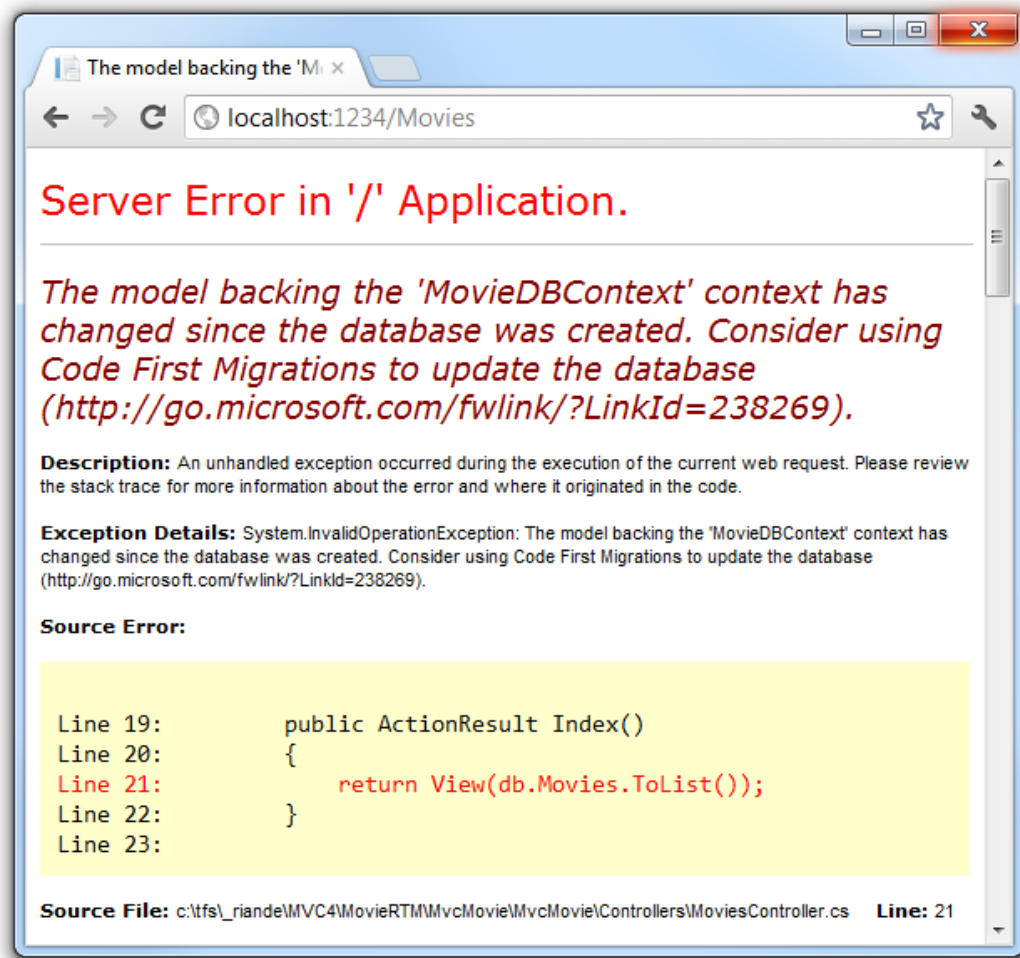 The model backing the 'M
localhost:1234/Movies
Server Error in '/' Application.
The model backing the 'MovieDBContext' context has
changed since the database was created. Consider using
Code First Migrations to update the database
(http://go.microsoft.com/fwlink/?LinkId=238269).
Description: An unhandled exception occurred during the execution of the current web request. Please review
the stack trace for more information about the error and where it originated in the code.
Exception Details: System.InvalidOperationException: The model backing the 'MovieDBContext' context has
changed since the database was created. Consider using Code First Migrations to update the database
(http://go.microsoft.com/fwlink/?LinkId=238269).
Source Error:
Line 19:         public ActionResult Index()
Line 20:         {
Line 21:             return View(db.Movies.ToList());
Line 22:         }
Line 23:
Source File: c:\tfs\_riande\MVC4\MovieRTM\MvcMovie\MvcMovie\Controllers\MoviesController.cs    Line: 21